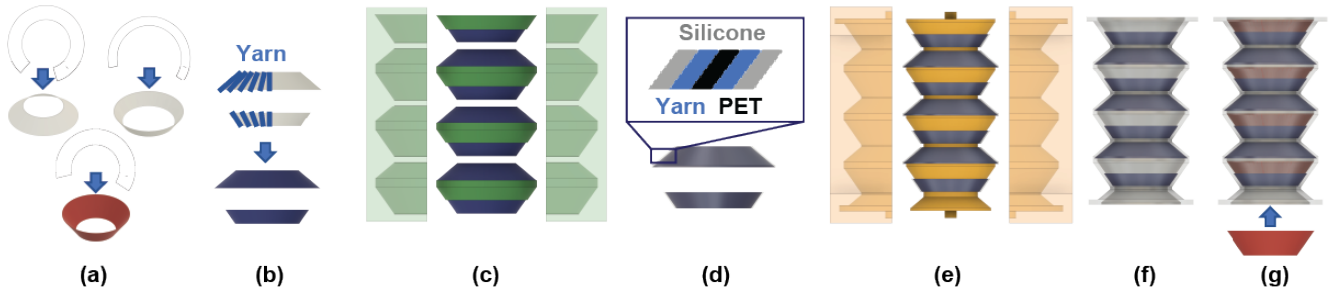 Yarn
Silicone
Yarn PET
(a)
(b)
(c)
(d)
(e)
(f)
(g)